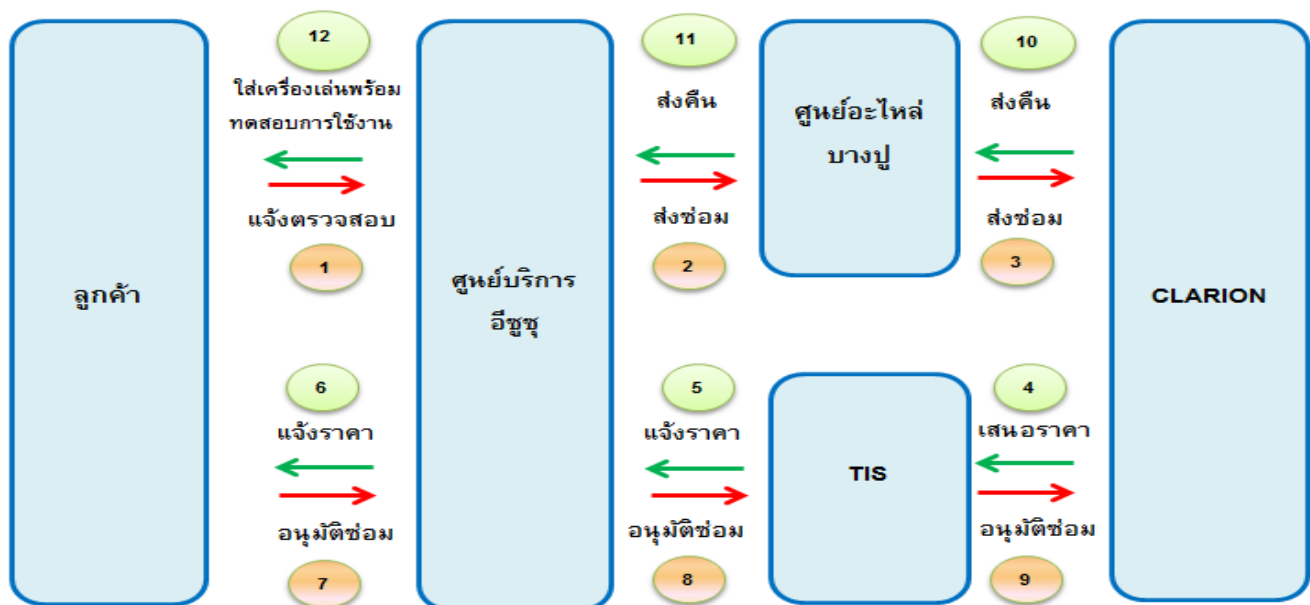 12
ใส่เครื่องเล่นพร้อม
ทดสอบการใช้งาน
แจ้งตรวจสอบ
1
11
ส่งคืน
ส่งซ่อม
2
ศูนย์อะไหล่
บางปู
10
ส่งคืน
ส่งซ่อม
3
ลูกค้า
ศูนย์บริการ
อีซูซุ
CLARION
6
แจ้งราคา
อนุมัติซ่อม
7
5
แจ้งราคา
อนุมัติซ่อม
8
TIS
4
เสนอราคา
อนุมัติซ่อม
9